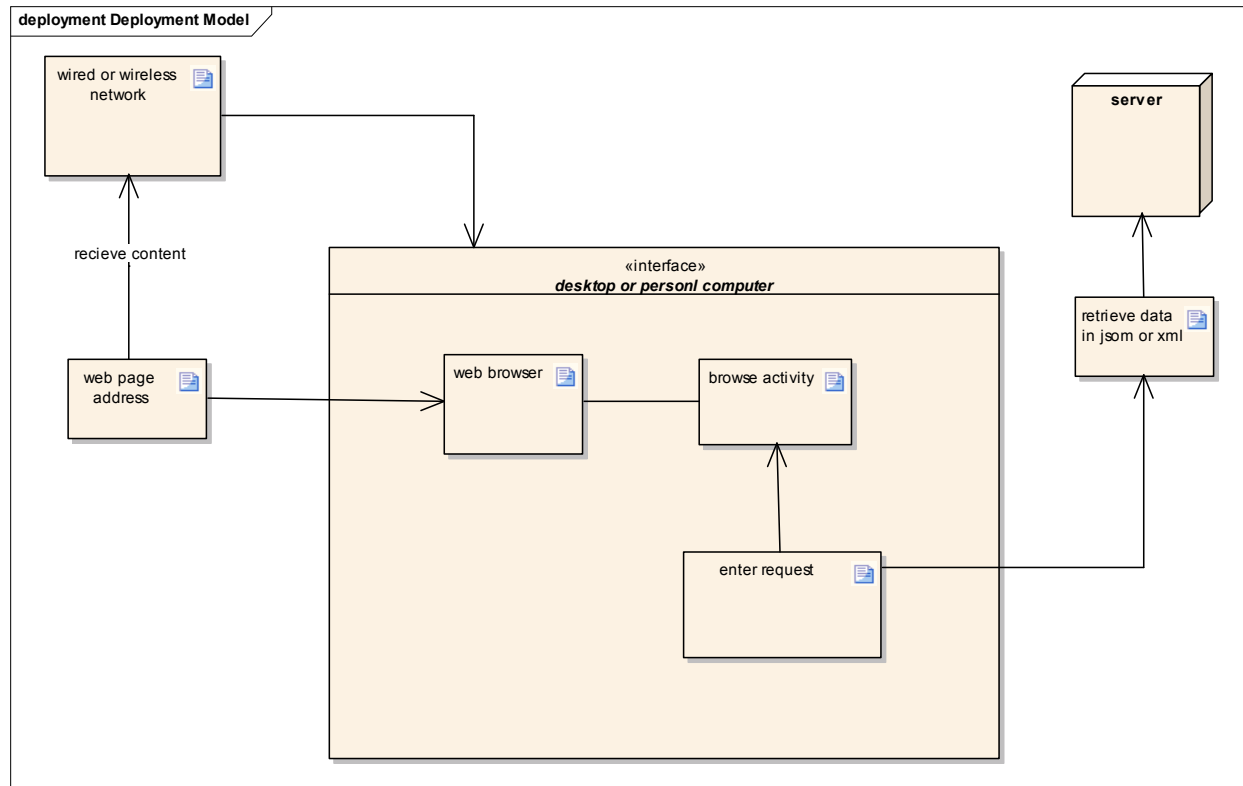 deployment Deployment Model
wired or wireless
network
server
recieve content
«interface»
desktop or personl computer
retrieve data
in jsom or xml
web page
address
web browser
browse activity
enter request